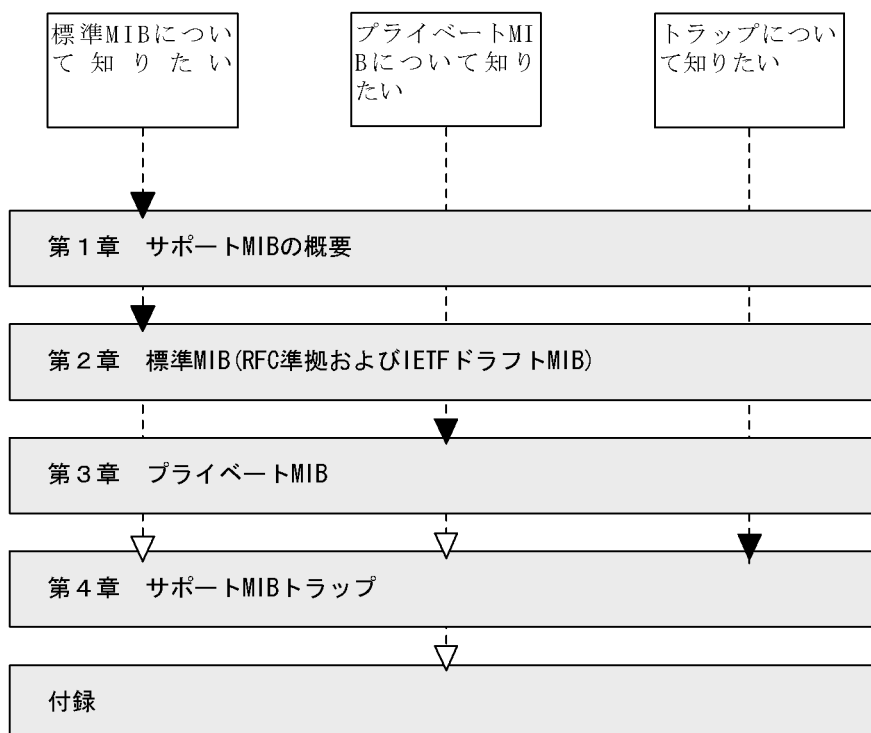 標準MIBについ
て知りたい
プライベートMI
Bについて知り
たい
トラップについ
て知りたい
第１章　サポートMIBの概要
第２章　標準MIB(RFC準拠およびIETFドラフトMIB)
第３章　プライベートMIB
第４章　サポートMIBトラップ
付録